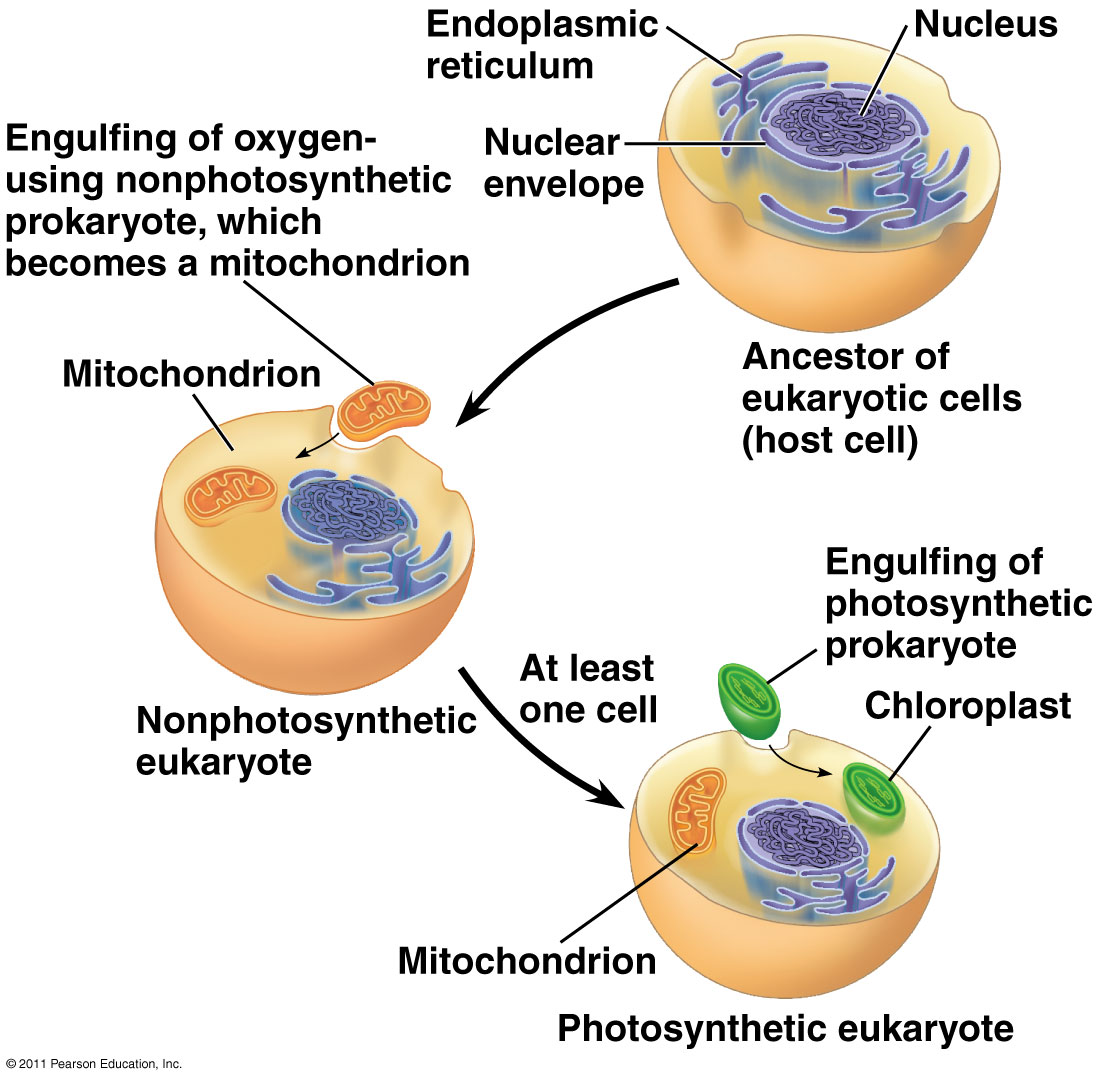 Endoplasmic
reticulum
Nucleus
Nuclear
envelope
Engulfing of oxygen-
using nonphotosynthetic
prokaryote, which
becomes a mitochondrion
Ancestor of
eukaryotic cells
(host cell)
Mitochondrion
Nonphotosynthetic
eukaryote
At least
one cell
Engulfing of
photosynthetic
prokaryote
Chloroplast
Mitochondrion
Photosynthetic eukaryote
© 2011 Pearson Education, Inc.